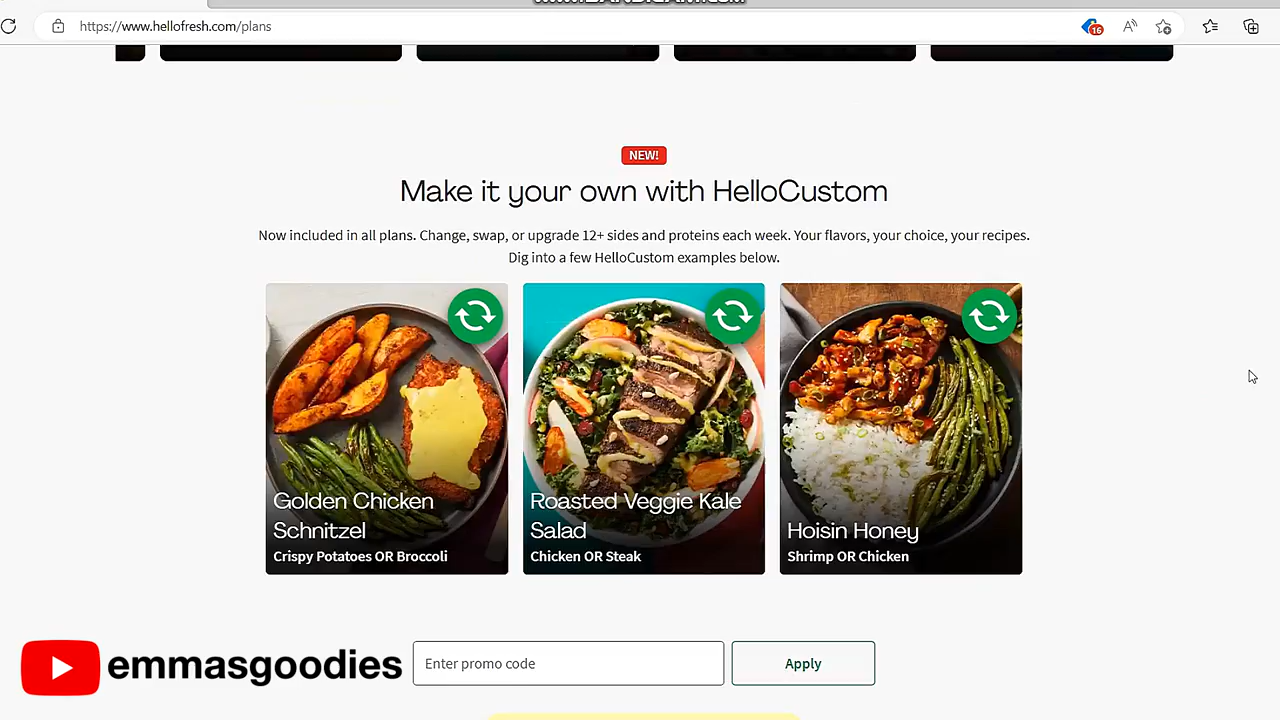 https://www.hellofresh.com/plans
16
NEW!
Make it your own with HelloCustom
Now included in all plans. Change, swap, or upgrade 12+ sides and proteins each week. Your flavors, your choice, your recipes.
Dig into a few HelloCustom examples below.
Golden Chicken
Schnitzel
Crispy Potatoes OR Broccoli
Roasted Veggie Kale
Salad
Chicken OR Steak
Hoisin Honey
Shrimp OR Chicken
emmasgoodies
Enter promo code
Apply